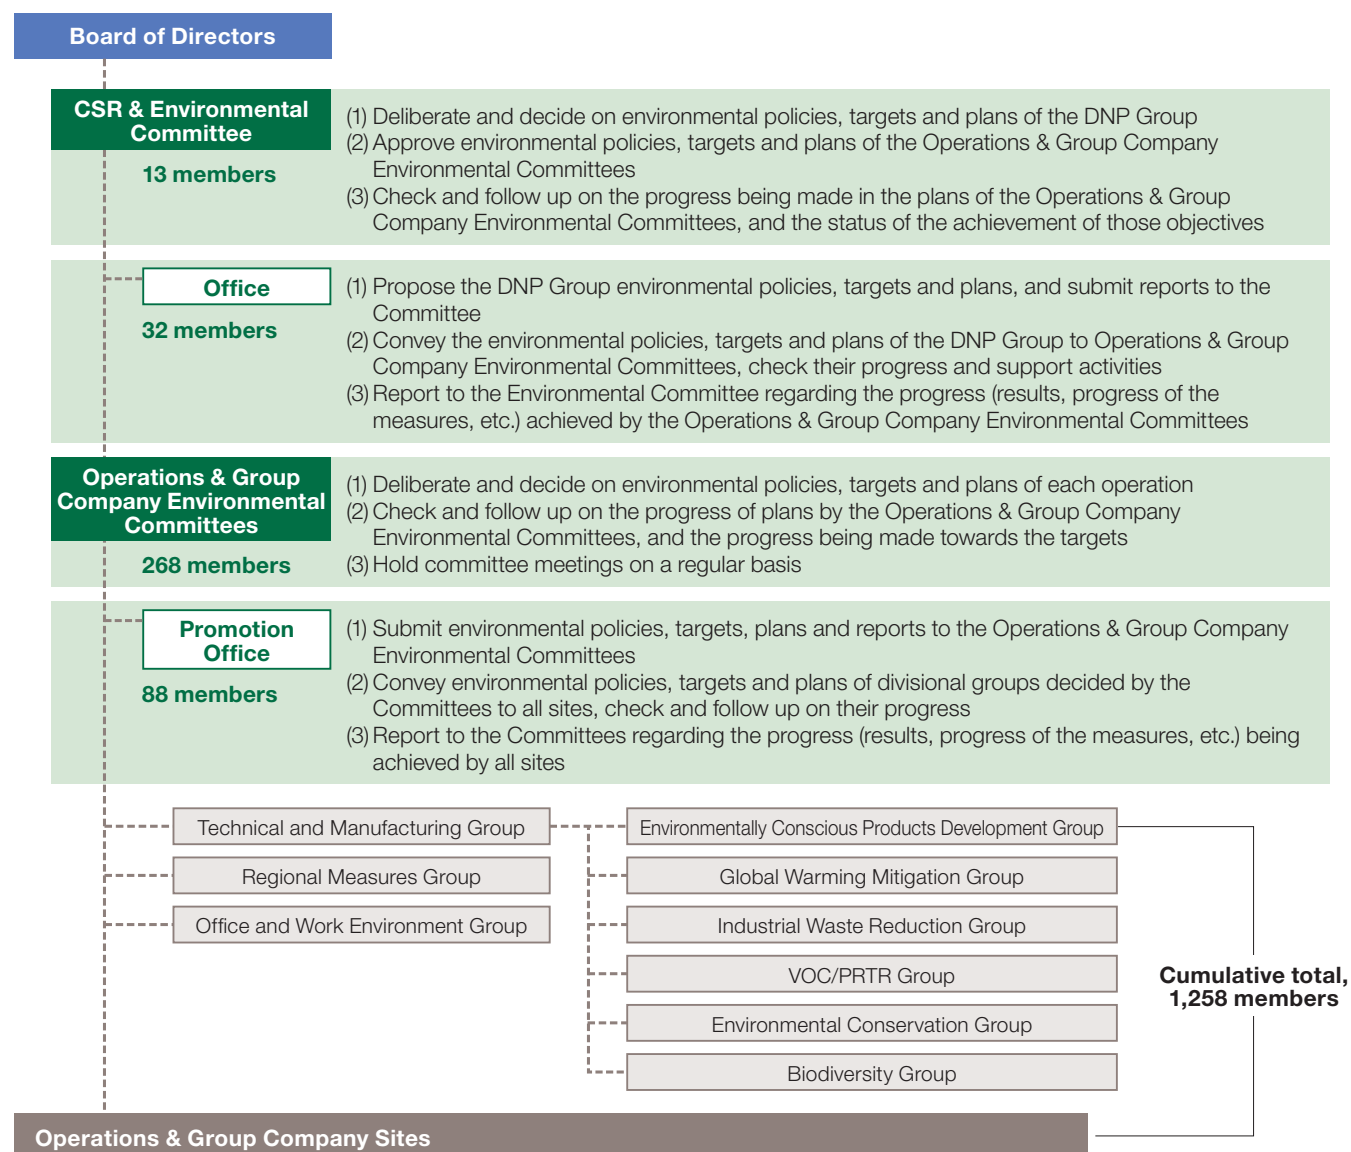 Board of Directors
CSR & Environmental
Committee
13 members
(1) Deliberate and decide on environmental policies, targets and plans of the DNP Group
(2) Approve environmental policies, targets and plans of the Operations & Group Company
Environmental Committees
(3) Check and follow up on the progress being made in the plans of the Operations & Group
Company Environmental Committees, and the status of the achievement of those objectives
Office
32 members
(1) Propose the DNP Group environmental policies, targets and plans, and submit reports to the
Committee
(2) Convey the environmental policies, targets and plans of the DNP Group to Operations & Group
Company Environmental Committees, check their progress and support activities
(3) Report to the Environmental Committee regarding the progress (results, progress of the
measures, etc.) achieved by the Operations & Group Company Environmental Committees
Operations & Group
Company Environmental
Committees
268 members
(1) Deliberate and decide on environmental policies, targets and plans of each operation
(2) Check and follow up on the progress of plans by the Operations & Group Company
Environmental Committees, and the progress being made towards the targets
(3) Hold committee meetings on a regular basis
Promotion
Office
88 members
(1) Submit environmental policies, targets, plans and reports to the Operations & Group Company
Environmental Committees
(2) Convey environmental policies, targets and plans of divisional groups decided by the
Committees to all sites, check and follow up on their progress
(3) Report to the Committees regarding the progress (results, progress of the measures, etc.) being
achieved by all sites
Technical and Manufacturing Group
Regional Measures Group
Office and Work Environment Group
Environmentally Conscious Products Development Group
Global Warming Mitigation Group
Industrial Waste Reduction Group
VOC/PRTR Group
Environmental Conservation Group
Biodiversity Group
Cumulative total,
1,258 members
Operations & Group Company Sites